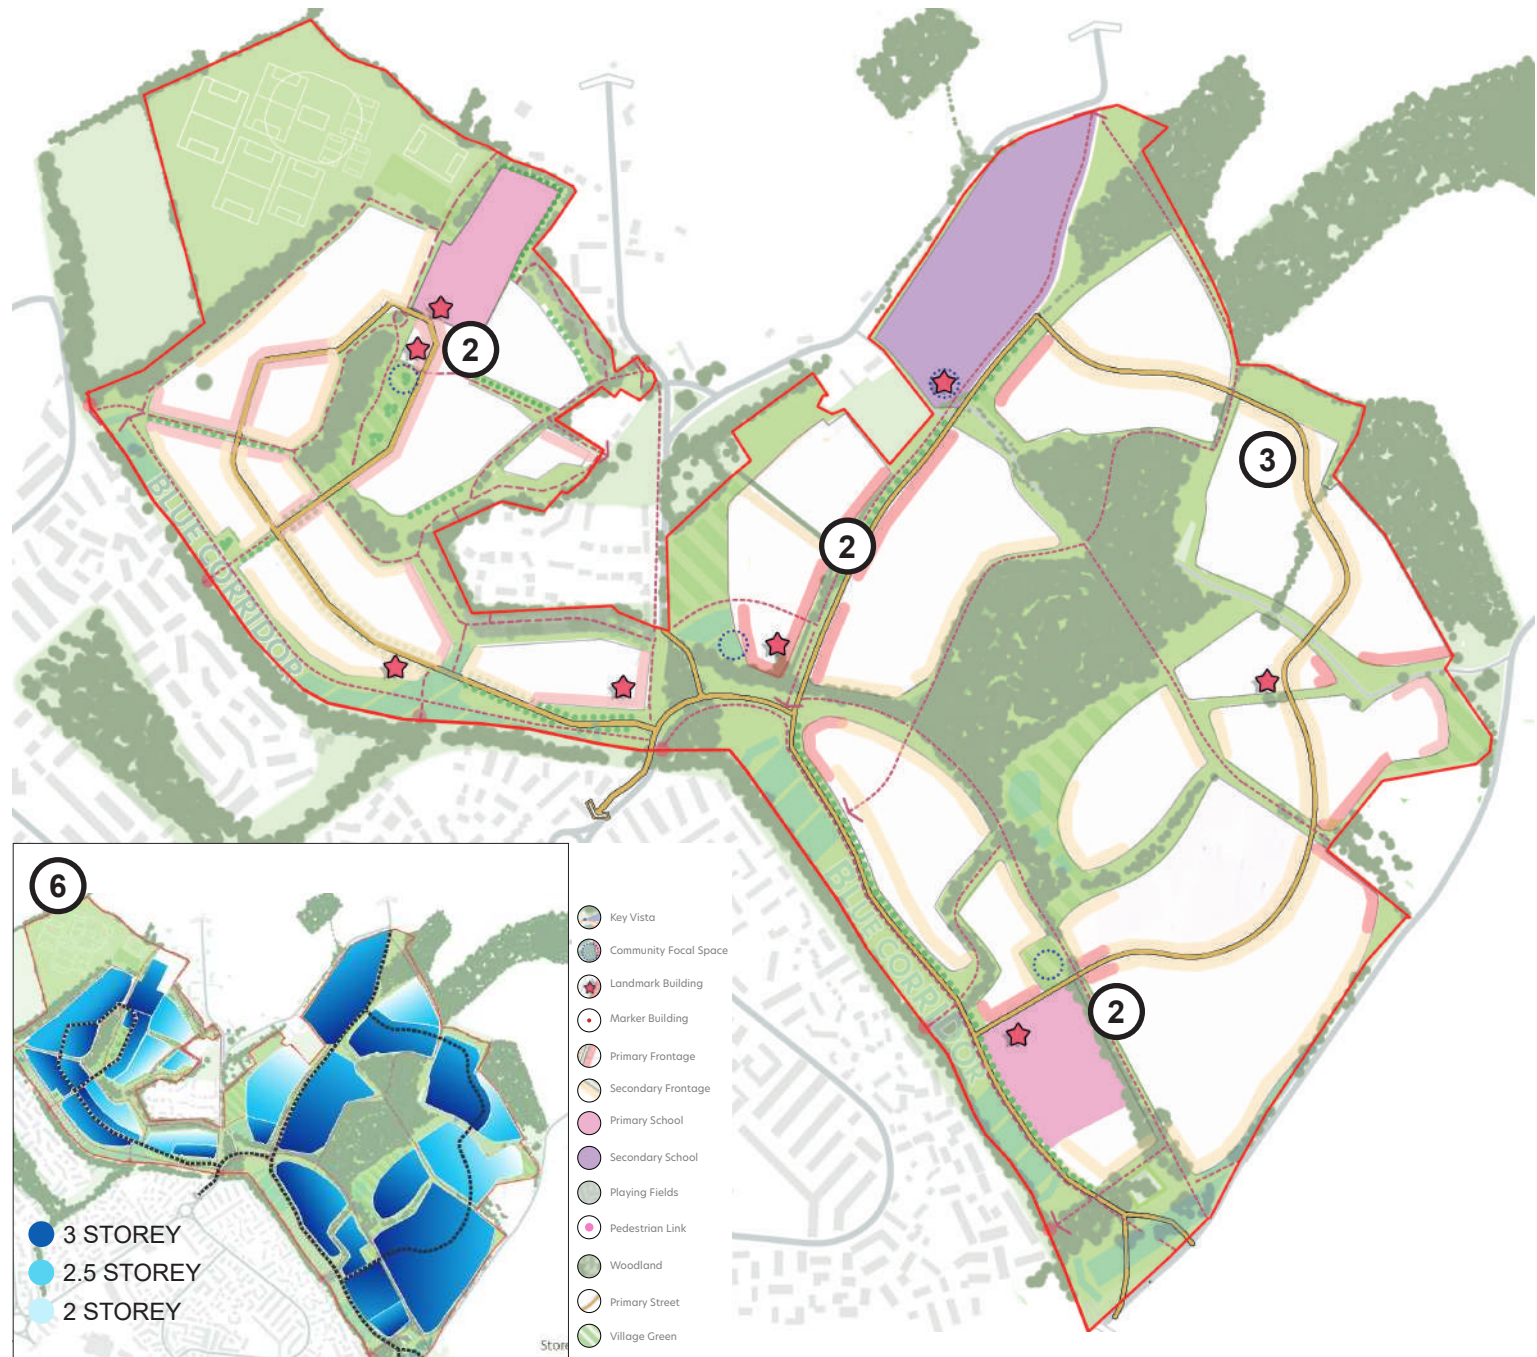 2
3
2
BLUE CORRIDOR
6
Key Vista
Community Focal Space
Landmark Building
Marker Building
Primary Frontage
Secondary Frontage
Primary School
Secondary School
Playing Fields
Pedestrian Link
Woodland
Primary Street
Village Green
BLUE CORRIDOR
2
3 STOREY
2.5 STOREY
2 STOREY
Store